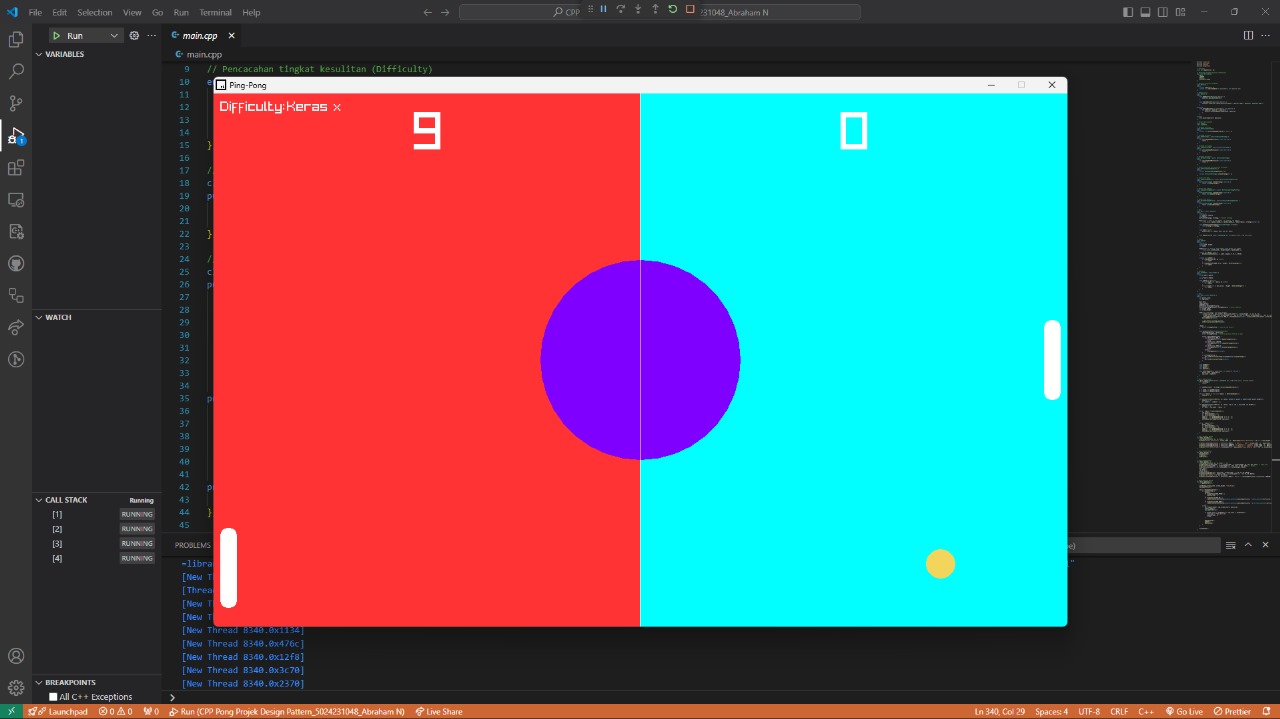 File Edit Selection View Go Run Terminal Help
CPP
231048_Abraham N
Run
main.cpp
VARIABLES
main.cpp
9 // Pencacahan tingkat kesulitan (Difficulty)
10
11
12
13
14
15 }
16
17
18
19
20
21
22 }
23
24
25
26
27
28
29
30
31
32
33
34
35
36
37
38
39
40
41
42
43
44 }
45
Ping-Pong
Difficulty:Keras x
9
0
1
WATCH
CALL STACK Running
[1] RUNNING
[2] RUNNING
[3] RUNNING
[4] RUNNING
PROBLEMS
=libra
[New T
[Threa
[New T
[New T
[New Thread 8340.0x1134]
[New Thread 8340.0x476c]
[New Thread 8340.0x12f8]
[New Thread 8340.0x3c70]
[New Thread 8340.0x2370]
BREAKPOINTS
All C++ Exceptions
Launchpad 0 0 0 Run (CPP Pong Projek Design Pattern_5024231048_Abraham N) Live Share Ln 340, Col 29 Spaces: 4 UTF-8 CRLF C++ Go Live Prettier